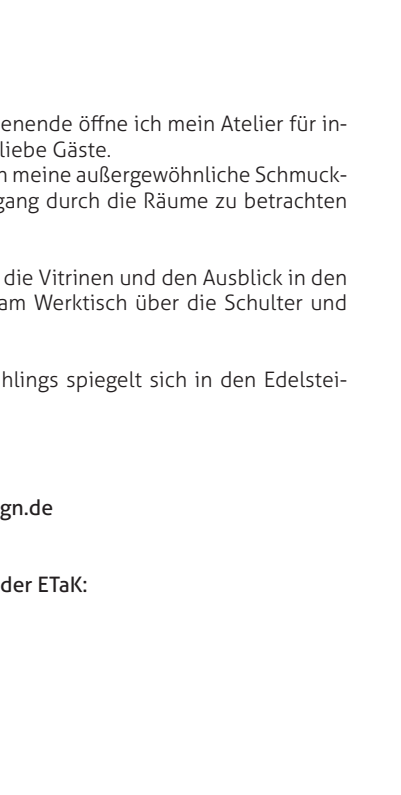 enende öffne ich mein Atelier für in-
liebe Gäste.
n meine außergewöhnliche Schmuck-
gang durch die Räume zu betrachten
die Vitrinen und den Ausblick in den
am Werktisch über die Schulter und
hlings spiegelt sich in den Edelstei-
gn.de
der ETaK: